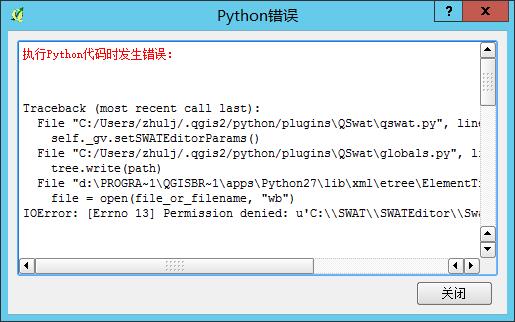 Python错误
执行Python代码时发生错误:
Traceback (most recent call last):
File "C:/Users/zhulj/.qgis2/python/plugins\QSwat\qswat.py", line
self._gv.setSWATEditorParams()
File "C:/Users/zhulj/.qgis2/python/plugins\QSwat\globals.py", li
tree.write(path)
File "d:\PROGRA~1\QGISBR~1\apps\Python27\lib\xml\etree\ElementTi
file = open(file_or_filename, "wb")
IOError: [Errno 13] Permission denied: u'C:\\SWAT\\SWATEditor\\Swa
关闭